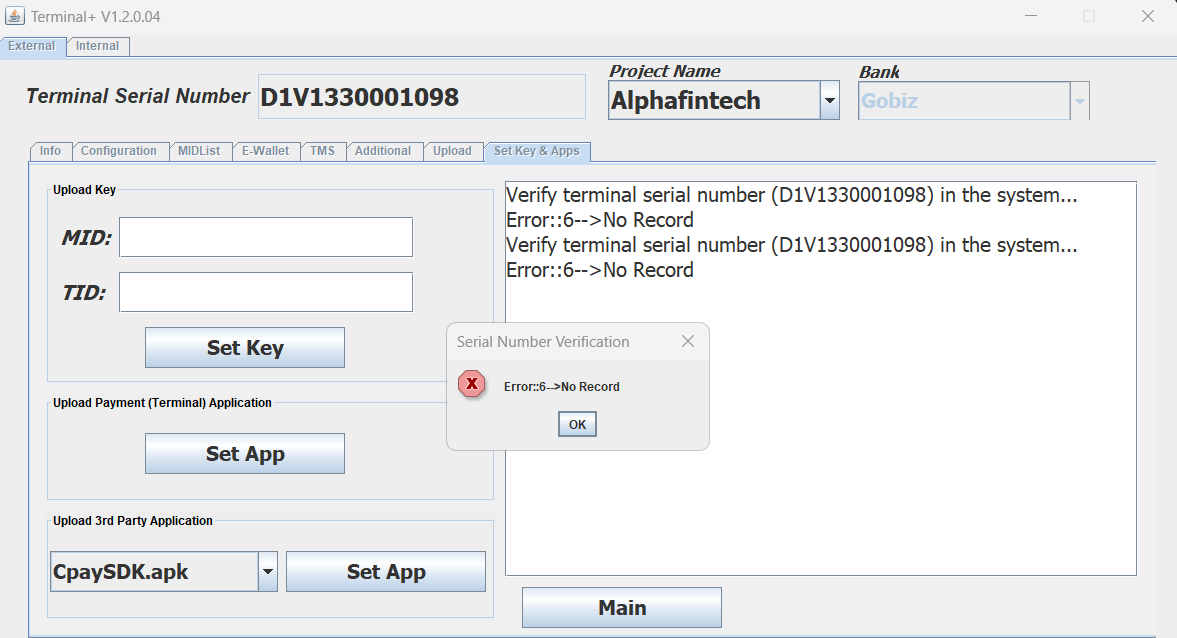 Terminal+ V1.2.0.04
External Internal
Terminal Serial Number D1V1330001098
Project Name
Alphafintech
Bank
Gobiz
Info Configuration MIDList E-Wallet TMS Additional Upload Set Key & Apps
Upload Key
MID:
TID:
Set Key
Upload Payment (Terminal) Application
Set App
Upload 3rd Party Application
CpaySDK.apk
Set App
Verify terminal serial number (D1V1330001098) in the system...
Error::6-->No Record
Verify terminal serial number (D1V1330001098) in the system...
Error::6-->No Record
Serial Number Verification
Error::6-->No Record
OK
Main